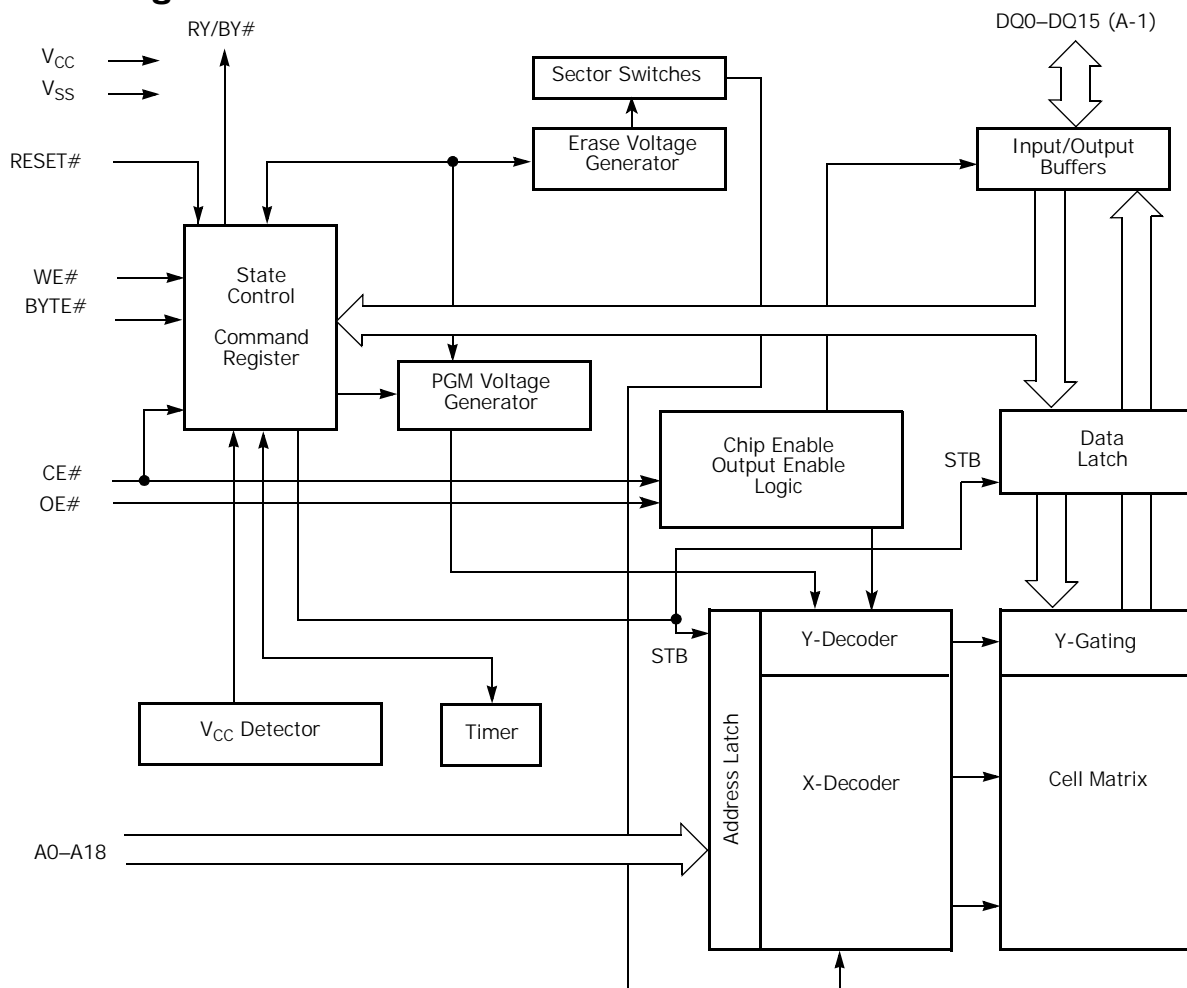 RY/BY#
DQ0–DQ15 (A-1)
VCC
VSS
Sector Switches
Erase Voltage
Generator
Input/Output
Buffers
RESET#
WE#
BYTE#
State
Control
Command
Register
PGM Voltage
Generator
Chip Enable
Output Enable
Logic
STB
Data
Latch
CE#
OE#
STB
Y-Decoder
Y-Gating
VCC Detector
Timer
Address Latch
X-Decoder
Cell Matrix
A0–A18